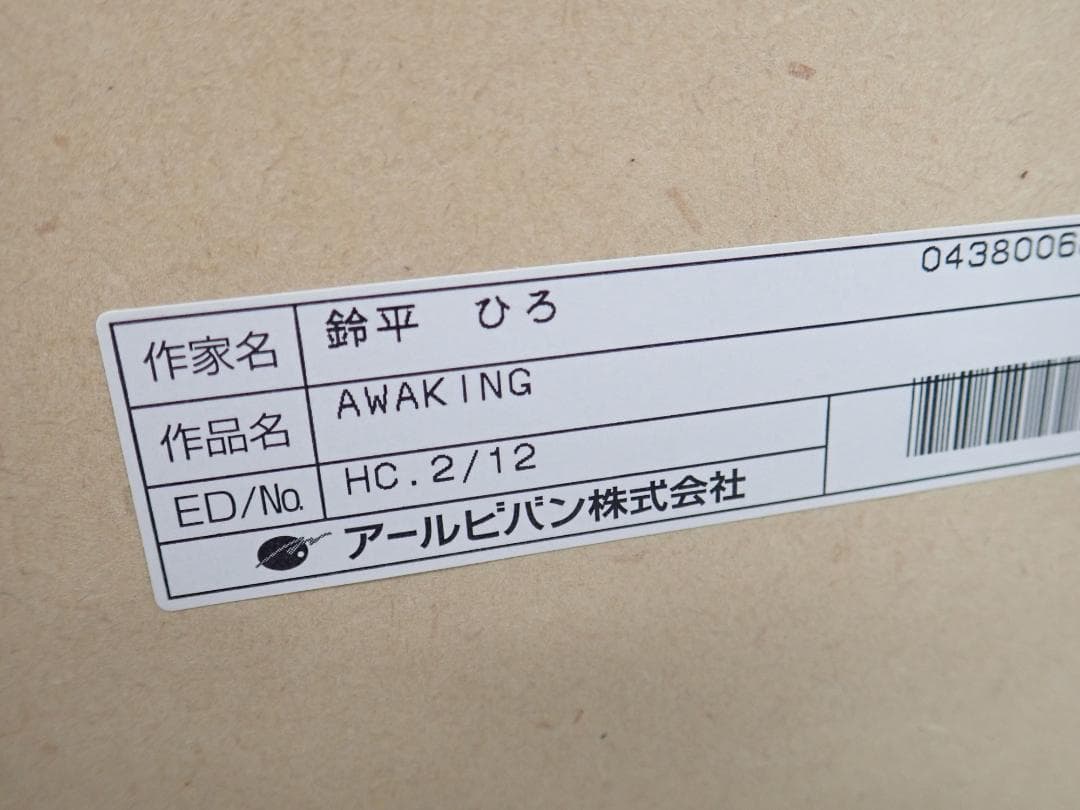 作家名 鈴平 ひろ 0438006
作品名 AWAKING
ED/No. HC.2/12
アールビバン株式会社